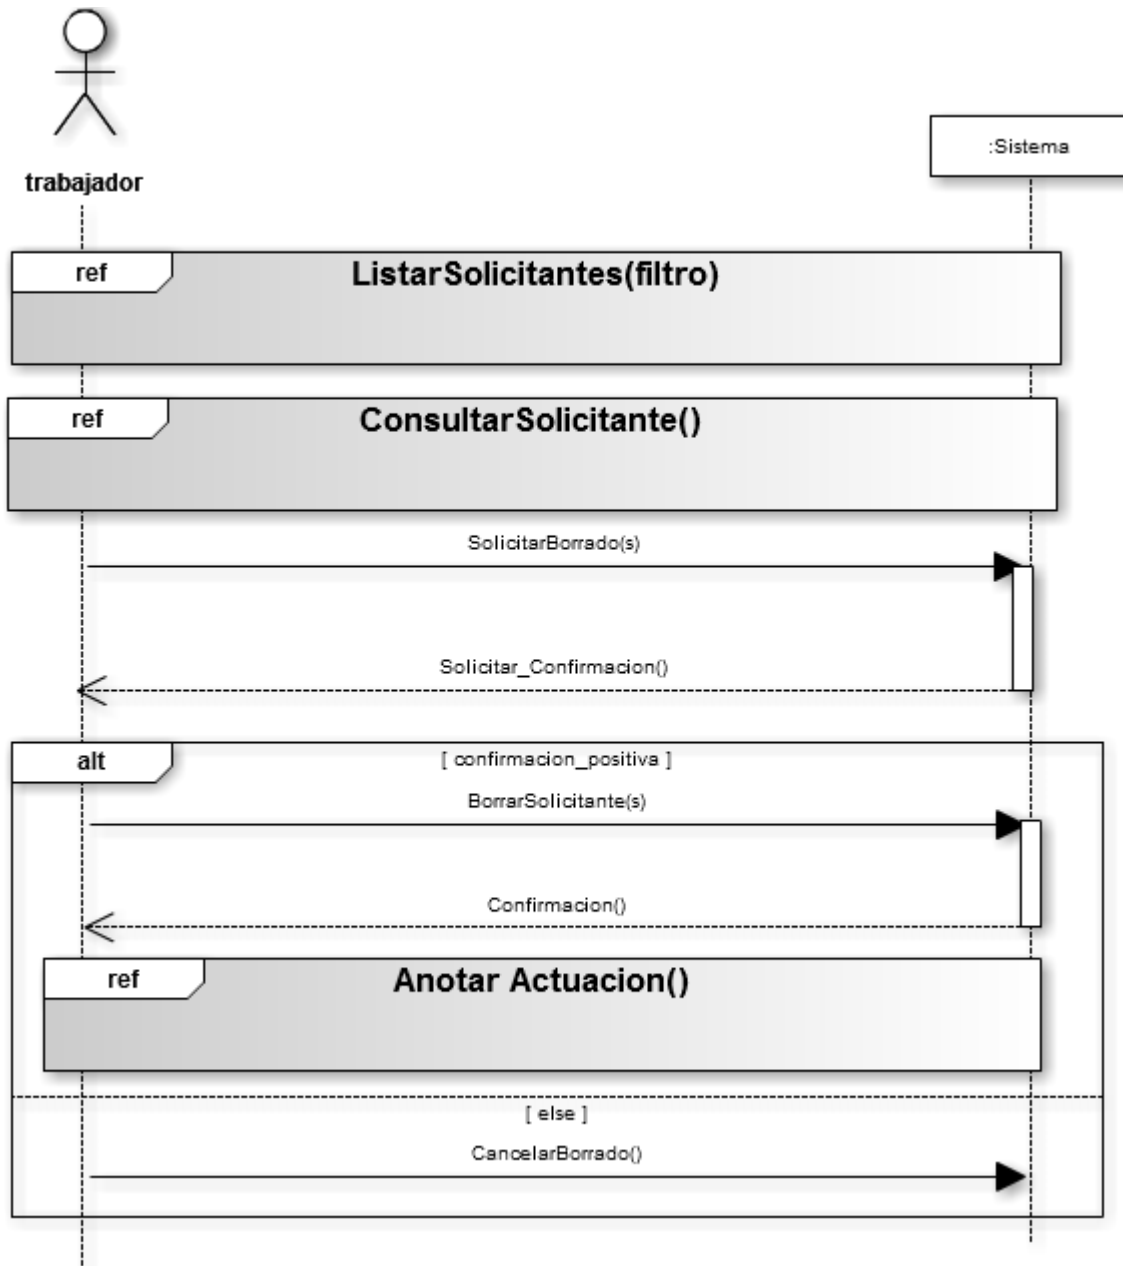 :Sistema
trabajador
ref
ListarSolicitantes(filtro)
ref
ConsultarSolicitante()
SolicitarBorrado(s)
Solicitar_Confirmacion()
alt
[ confirmacion_positiva ]
BorrarSolicitante(s)
Confirmacion()
ref
Anotar Actuacion()
[ else ]
CancelarBorrado()